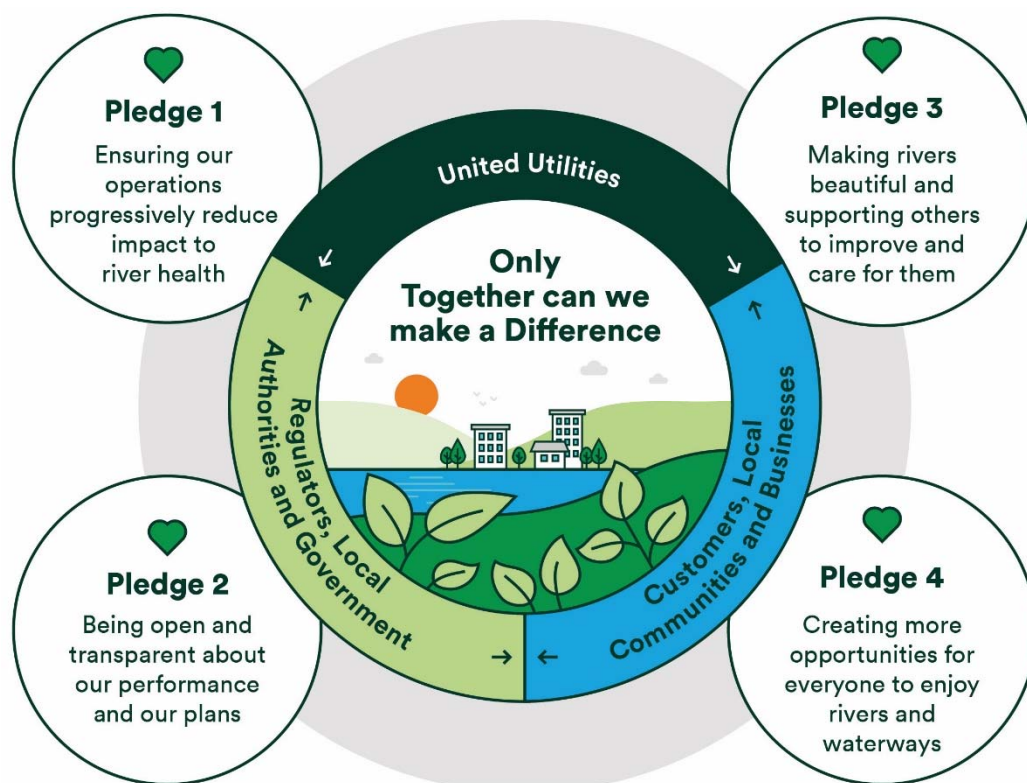 Pledge 1
Ensuring our
operations
progressively reduce
impact to
river health
Pledge 3
Making rivers
beautiful and
supporting others
to improve and
care for them
United Utilities
Only
Together can we
make a Difference
Regulators, Local
Authorities and Government
Customers, Local
Communities and Businesses
Pledge 2
Being open and
transparent about
our performance
and our plans
Pledge 4
Creating more
opportunities for
everyone to enjoy
rivers and
waterways